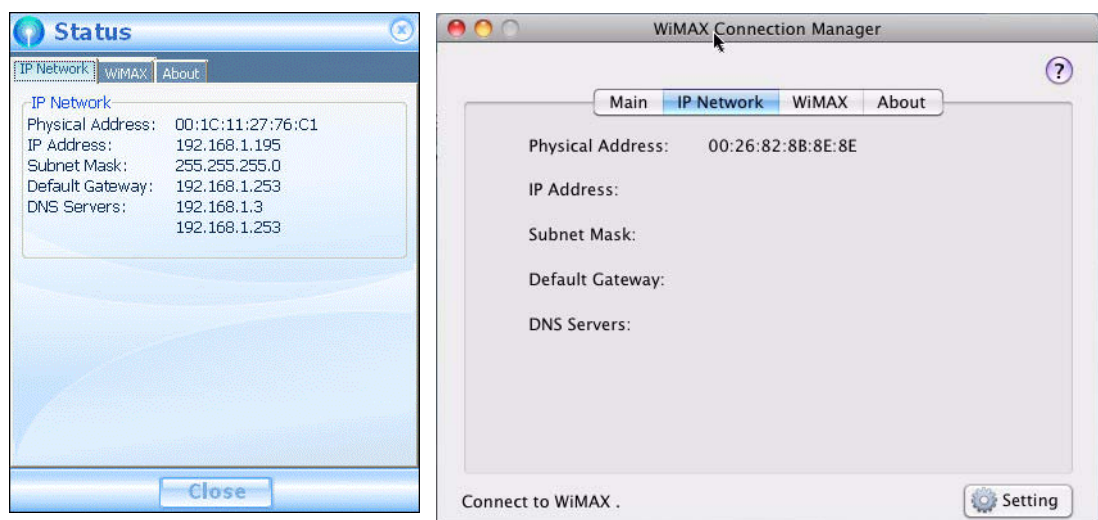 Status
IP Network WiMAX About
IP Network
Physical Address: 00:1C:11:27:76:C1
IP Address: 192.168.1.195
Subnet Mask: 255.255.255.0
Default Gateway: 192.168.1.253
DNS Servers: 192.168.1.3
192.168.1.253
Close
WiMAX Connection Manager
?
Main IP Network WiMAX About
Physical Address: 00:26:82:8B:8E:8E
IP Address:
Subnet Mask:
Default Gateway:
DNS Servers:
Connect to WiMAX .
Setting